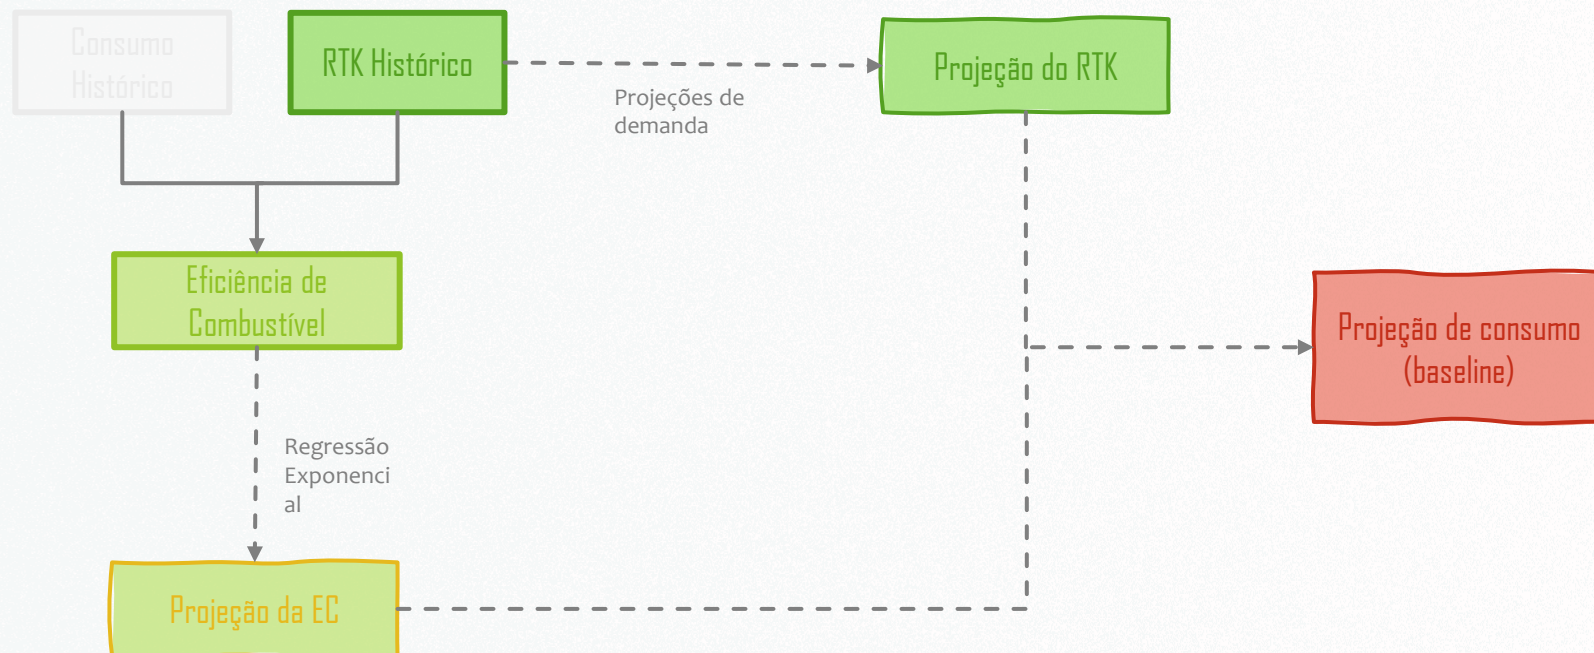 Consumo
Histórico
RTK Histórico
Projeção do RTK
Projeções de
demanda
Eficiência de
Combustível
Projeção de consumo
(baseline)
Regressão
Exponenci
al
Projeção da EC